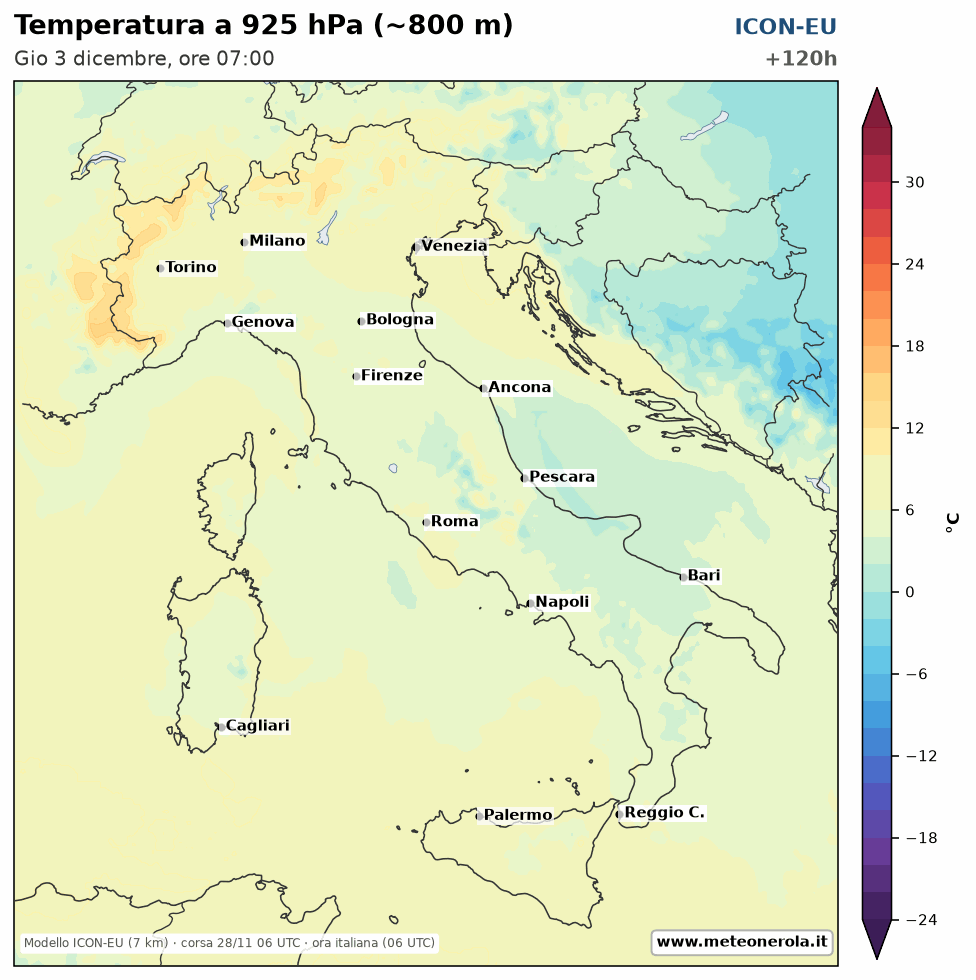 Temperatura a 925 hPa (~800 m)
ICON-EU
Gio 3 dicembre, ore 07:00
+120h
Milano
Venezia
Torino
Genova
Bologna
Firenze
Ancona
Pescara
Roma
Bari
Napoli
Cagliari
Palermo
Reggio C.
30
24
18
12
6
0
−6
−12
−18
−24
°C
Modello ICON-EU (7 km) · corsa 28/11 06 UTC · ora italiana (06 UTC)
www.meteonerola.it